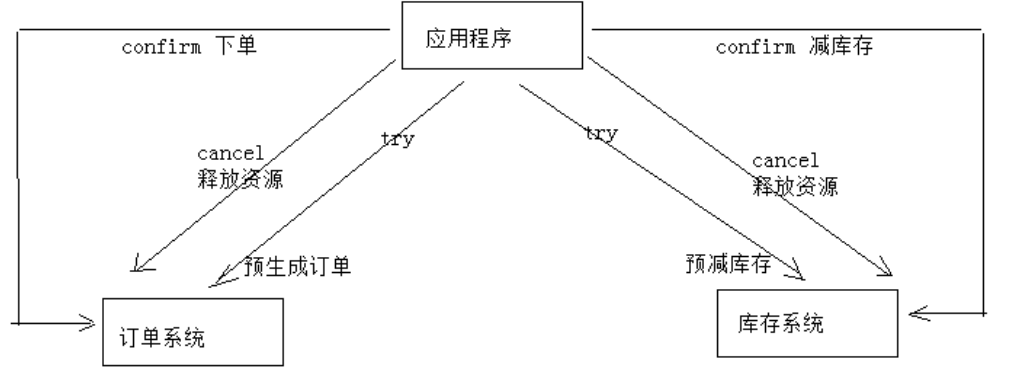 应用程序
confirm 下单
confirm 减库存
try
try
cancel
释放资源
cancel
释放资源
预生成订单
预减库存
订单系统
库存系统